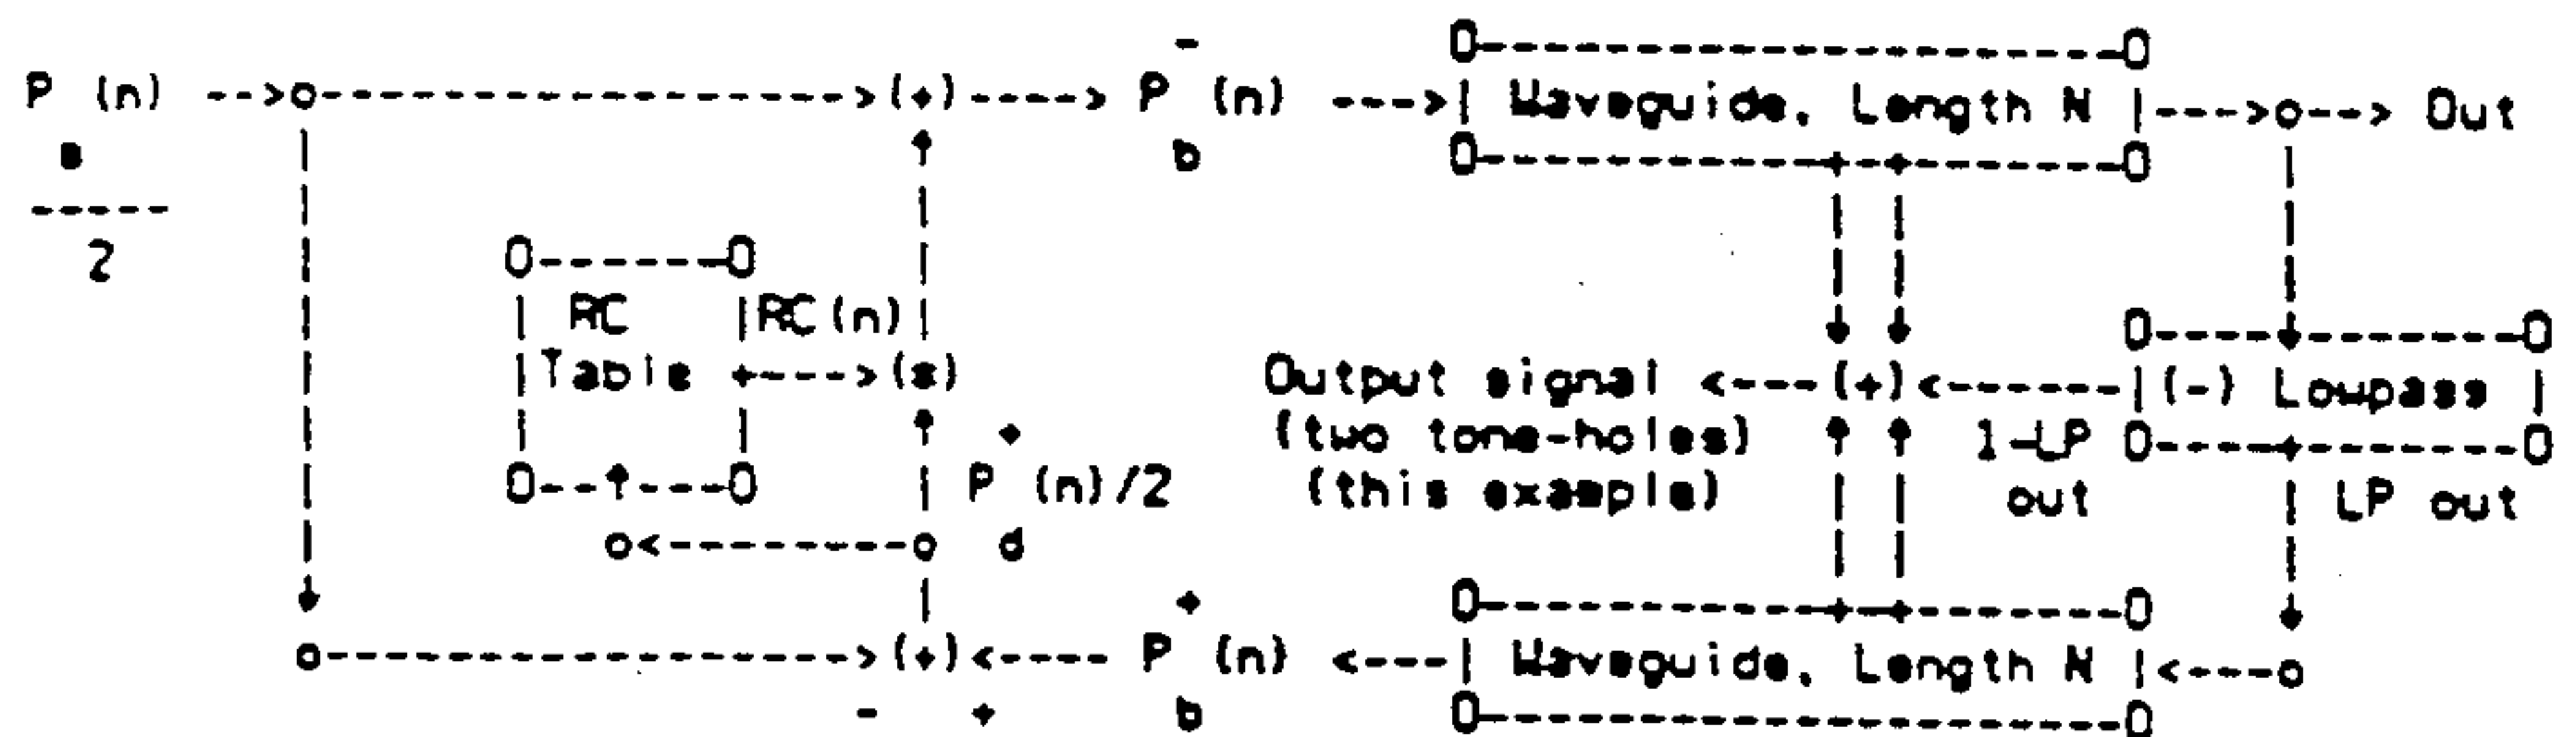 P (n) P⁻ (n) Waveguide, Length N Out
b
2
RC RC(n)
Table Output signal (-) Lowpass
(two tone-holes) 1-LP
P⁺ (n)/2 (this example) out LP out
d
P⁺ (n) Waveguide, Length N
- + b